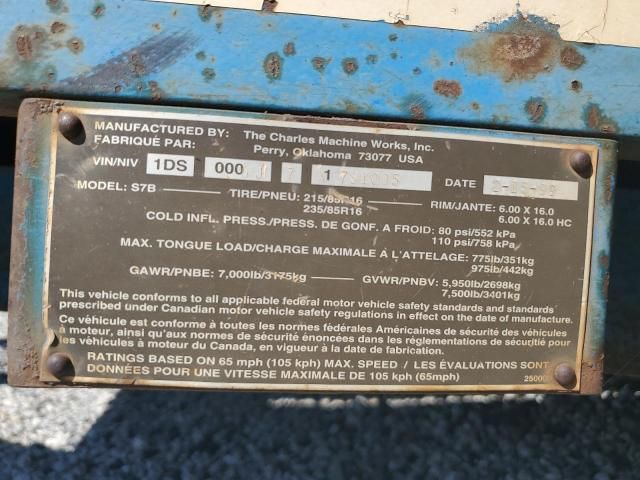 MANUFACTURED BY: The Charles Machine Works, Inc.
FABRIQUÉ PAR: Perry, Oklahoma 73077 USA
VIN/NIV 1DS 000 J 7 1 DATE 2-15-99
MODEL: S7B TIRE/PNEU: 215/85R16 RIM/JANTE: 6.00 X 16.0
235/85R16 6.00 X 16.0 HC
COLD INFL. PRESS./PRESS. DE GONF. A FROID: 80 psi/552 kPa
110 psi/758 kPa
MAX. TONGUE LOAD/CHARGE MAXIMALE À L'ATTELAGE: 775lb/351kg
975lb/442kg
GAWR/PNBE: 7,000lb/3175kg GVWR/PNBV: 5,950lb/2698kg
7,500lb/3401kg
This vehicle conforms to all applicable federal motor vehicle safety standards and standards
prescribed under Canadian motor vehicle safety regulations in effect on the date of manufacture.
Ce véhicule est conforme à toutes les normes fédérales Américaines de sécurité des véhicules
à moteur, ainsi qu'aux normes de sécurité énoncées dans les réglementations de sécurité pour
les véhicules à moteur du Canada, en vigueur à la date de fabrication.
RATINGS BASED ON 65 mph (105 kph) MAX. SPEED / LES ÉVALUATIONS SONT
DONNÉES POUR UNE VITESSE MAXIMALE DE 105 kph (65mph)